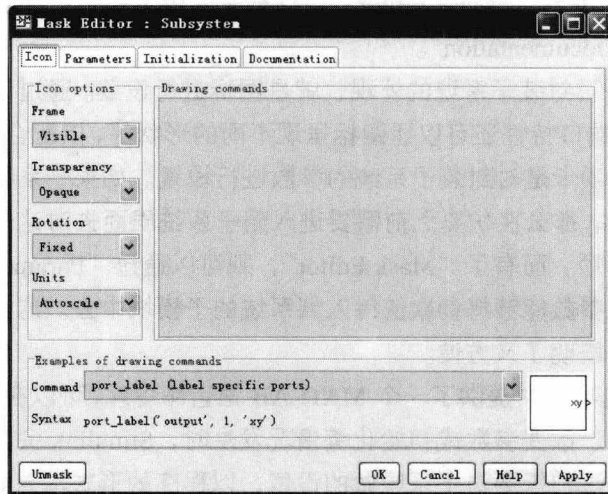 Mask Editor : Subsystem
Icon Parameters Initialization Documentation
Icon options
Drawing commands
Frame
Visible
Transparency
Opaque
Rotation
Fixed
Units
Autoscale
Examples of drawing commands
Command port_label (label specific ports)
xy
Syntax port_label('output', 1, 'xy')
Unmask OK Cancel Help Apply